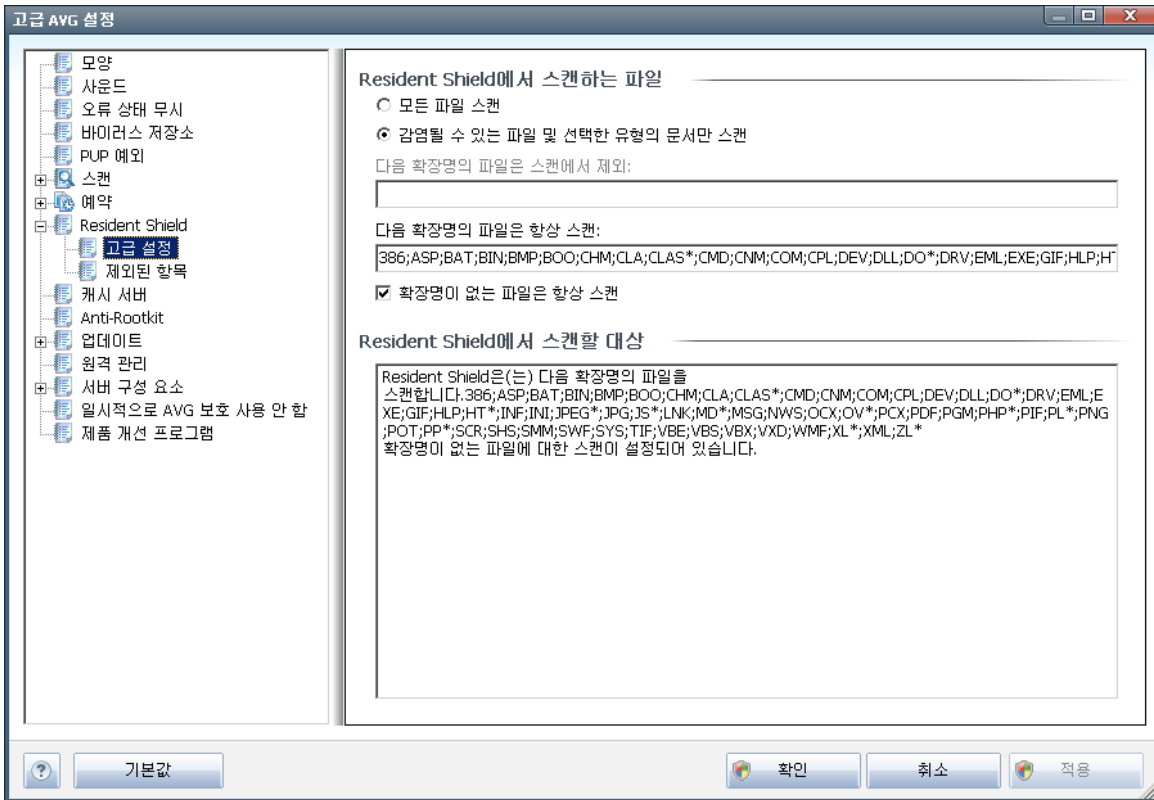 고급 AVG 설정
모양
사운드
오류 상태 무시
바이러스 저장소
PUP 예외
스캔
예약
Resident Shield
고급 설정
제외된 항목
캐시 서버
Anti-Rootkit
업데이트
원격 관리
서버 구성 요소
일시적으로 AVG 보호 사용 안 함
제품 개선 프로그램
Resident Shield에서 스캔하는 파일
모든 파일 스캔
감염될 수 있는 파일 및 선택한 유형의 문서만 스캔
다음 확장명의 파일은 스캔에서 제외:
다음 확장명의 파일은 항상 스캔:
386;ASP;BAT;BIN;BMP;BOO;CHM;CLA;CLAS*;CMD;CNM;COM;CPL;DEV;DLL;DO*;DRV;EML;EXE;GIF;HLP;HT
확장명이 없는 파일은 항상 스캔
Resident Shield에서 스캔할 대상
Resident Shield은(는) 다음 확장명의 파일을
스캔합니다.386;ASP;BAT;BIN;BMP;BOO;CHM;CLA;CLAS*;CMD;CNM;COM;CPL;DEV;DLL;DO*;DRV;EML;E
XE;GIF;HLP;HT*;INF;INI;JPEG*;JPG;JS*;LNK;MD*;MSG;NWS;OCX;OV*;PCX;PDF;PGM;PHP*;PIF;PL*;PNG
;POT;PP*;SCR;SHS;SMM;SWF;SYS;TIF;VBE;VBS;VBX;VXD;WMF;XL*;XML;ZL*
확장명이 없는 파일에 대한 스캔이 설정되어 있습니다.
기본값
확인
취소
적용